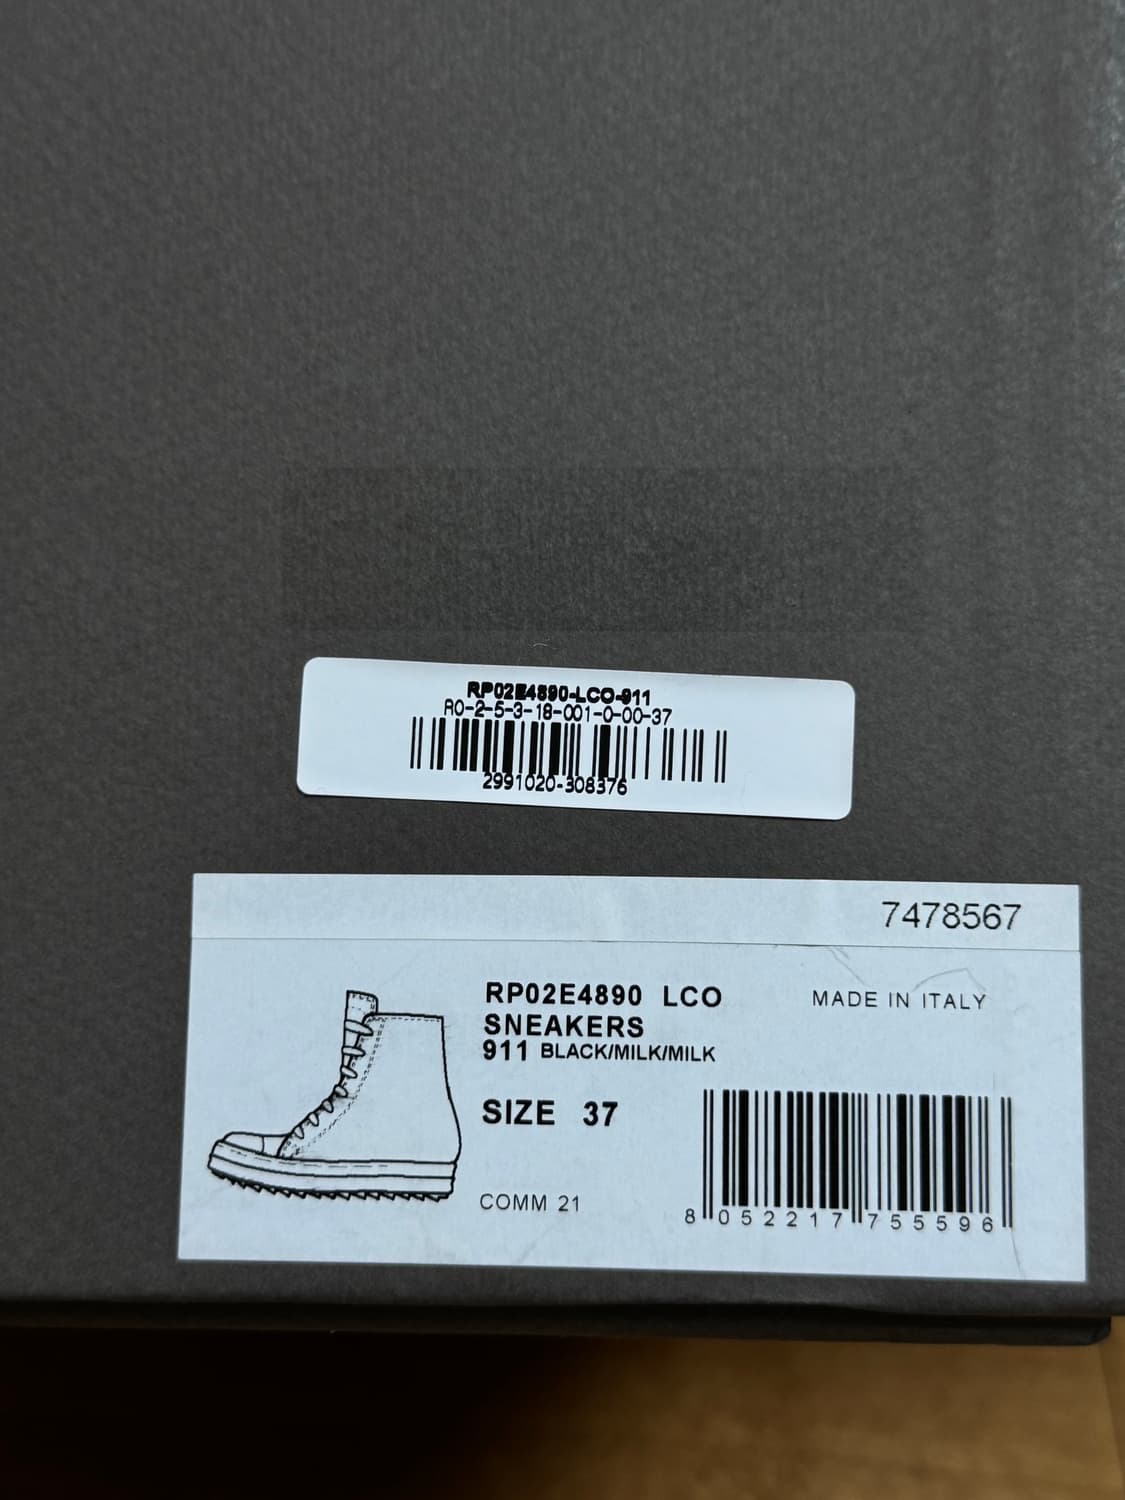 RP02E4890-LCO-911
R0-2-5-3-18-001-0-00-37
2991020-308376
7478567
RP02E4890 LCO
MADE IN ITALY
SNEAKERS
911 BLACK/MILK/MILK
SIZE 37
COMM 21
8 052217 755596